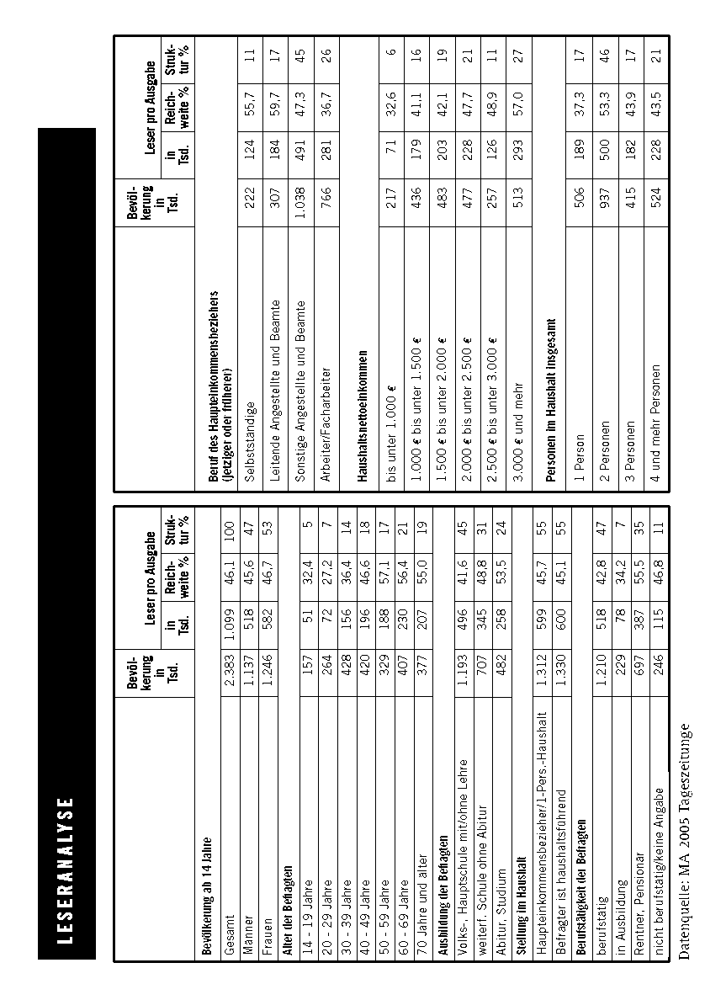 LESERANALYSE
Bevöl-
kerung
in
Tsd.
Leser pro Ausgabe
in
Tsd.
Reich-
weite %
Struk-
tur %
Bevölkerung ab 14 Jahre
Gesamt 2.383 1.099 46,1 100
Männer 1.137 518 45,6 47
Frauen 1.246 582 46,7 53
Alter der Befragten
14 - 19 Jahre 157 51 32,4 5
20 - 29 Jahre 264 72 27,2 7
30 - 39 Jahre 428 156 36,4 14
40 - 49 Jahre 420 196 46,6 18
50 - 59 Jahre 329 188 57,1 17
60 - 69 Jahre 407 230 56,4 21
70 Jahre und älter 377 207 55,0 19
Ausbildung der Befragten
Volks-, Hauptschule mit/ohne Lehre 1.193 496 41,6 45
weiterf. Schule ohne Abitur 707 345 48,8 31
Abitur, Studium 482 258 53,5 24
Stellung im Haushalt
Haupteinkommensbezieher/1-Pers.-Haushalt 1.312 599 45,7 55
Befragter ist haushaltsführend 1.330 600 45,1 55
Berufstätigkeit der Befragten
berufstätig 1.210 518 42,8 47
in Ausbildung 229 78 34,2 7
Rentner, Pensionär 697 387 55,5 35
nicht berufstätig/keine Angabe 246 115 46,8 11
Bevöl-
kerung
in
Tsd.
Leser pro Ausgabe
in
Tsd.
Reich-
weite %
Struk-
tur %
Beruf des Haupteinkommensbeziehers
(Jetziger oder früherer)
Selbstständige 222 124 55,7 11
Leitende Angestellte und Beamte 307 184 59,7 17
Sonstige Angestellte und Beamte 1.038 491 47,3 45
Arbeiter/Facharbeiter 766 281 36,7 26
Haushaltsnettoeinkommen
bis unter 1.000 € 217 71 32,6 6
1.000 € bis unter 1.500 € 436 179 41,1 16
1.500 € bis unter 2.000 € 483 203 42,1 19
2.000 € bis unter 2.500 € 477 228 47,7 21
2.500 € bis unter 3.000 € 257 126 48,9 11
3.000 € und mehr 513 293 57,0 27
Personen im Haushalt insgesamt
1 Person 506 189 37,3 17
2 Personen 937 500 53,3 46
3 Personen 415 182 43,9 17
4 und mehr Personen 524 228 43,5 21
Datenquelle: MA 2005 Tageszeitunge